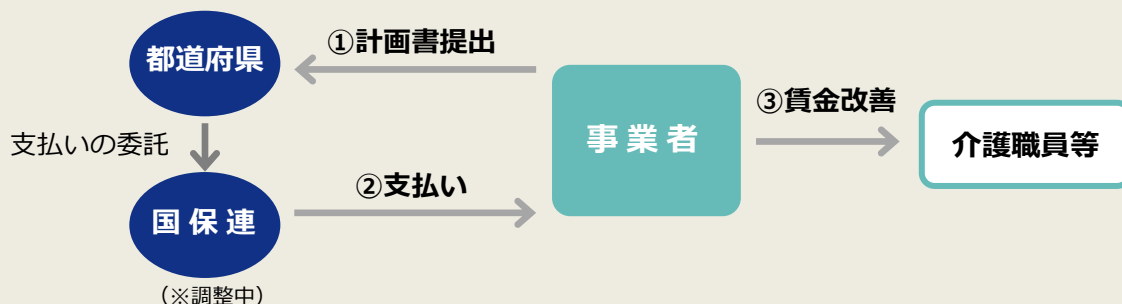 ①計画書提出
都道府県
③賃金改善
事業者
支払いの委託
介護職員等
②支払い
国保連
（※調整中）